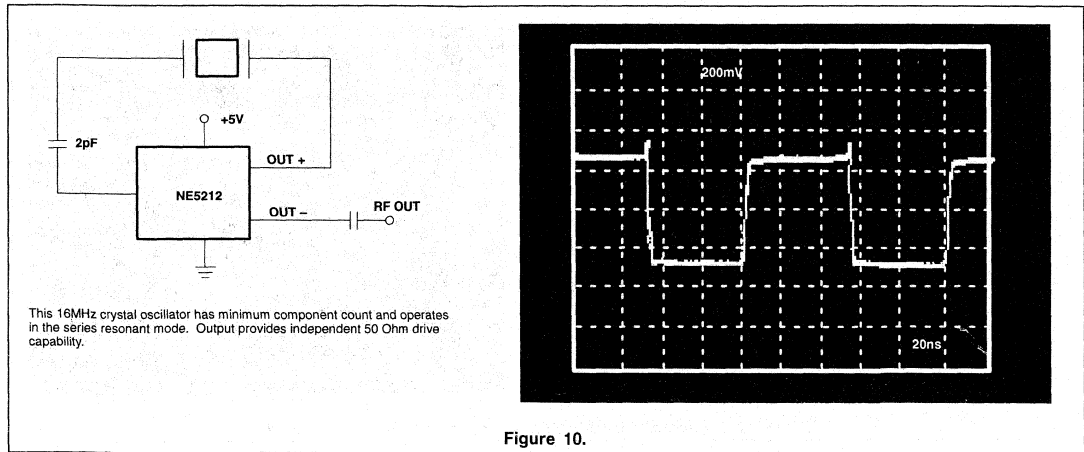 +5V
2pF
OUT +
NE5212
OUT –
RF OUT
This 16MHz crystal oscillator has minimum component count and operates
in the series resonant mode. Output provides independent 50 Ohm drive
capability.
200mV
20ns
Figure 10.